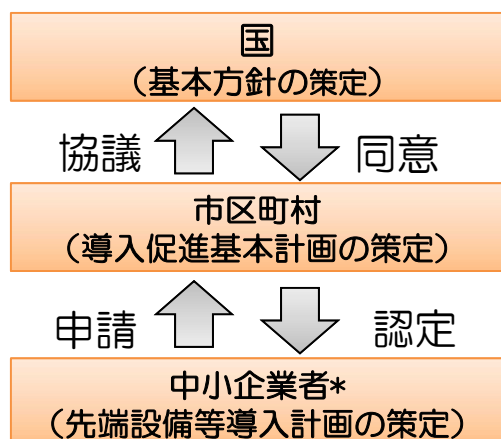 国
（基本方針の策定）
協議 同意
市区町村
（導入促進基本計画の策定）
申請 認定
中小企業者*
（先端設備等導入計画の策定）